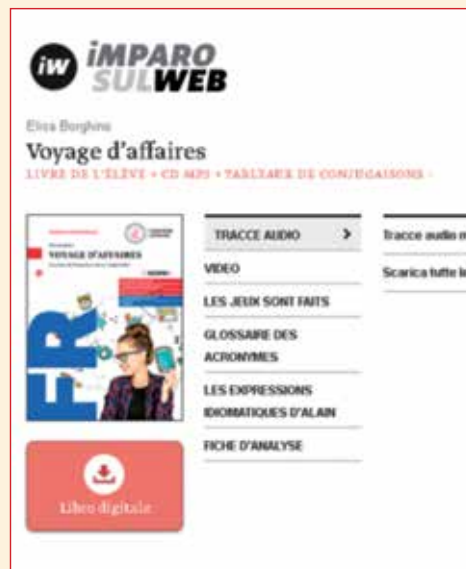 iw iMPARO
SULWEB
Elisa Borghino
Voyage d'affaires
LIVRE DE L'ÉLÈVE + CD MP3 + TABLEAUX DE CONJUGAISONS -
VOYAGE D'AFFAIRES
FR
Libro digitale
TRACCE AUDIO >
VIDEO
LES JEUX SONT FAITS
GLOSSAIRE DES
ACRONYMES
LES EXPRESSIONS
IDIOMATIQUES D'ALAIN
FICHE D'ANALYSE
Tracce audio
Scarica tutte